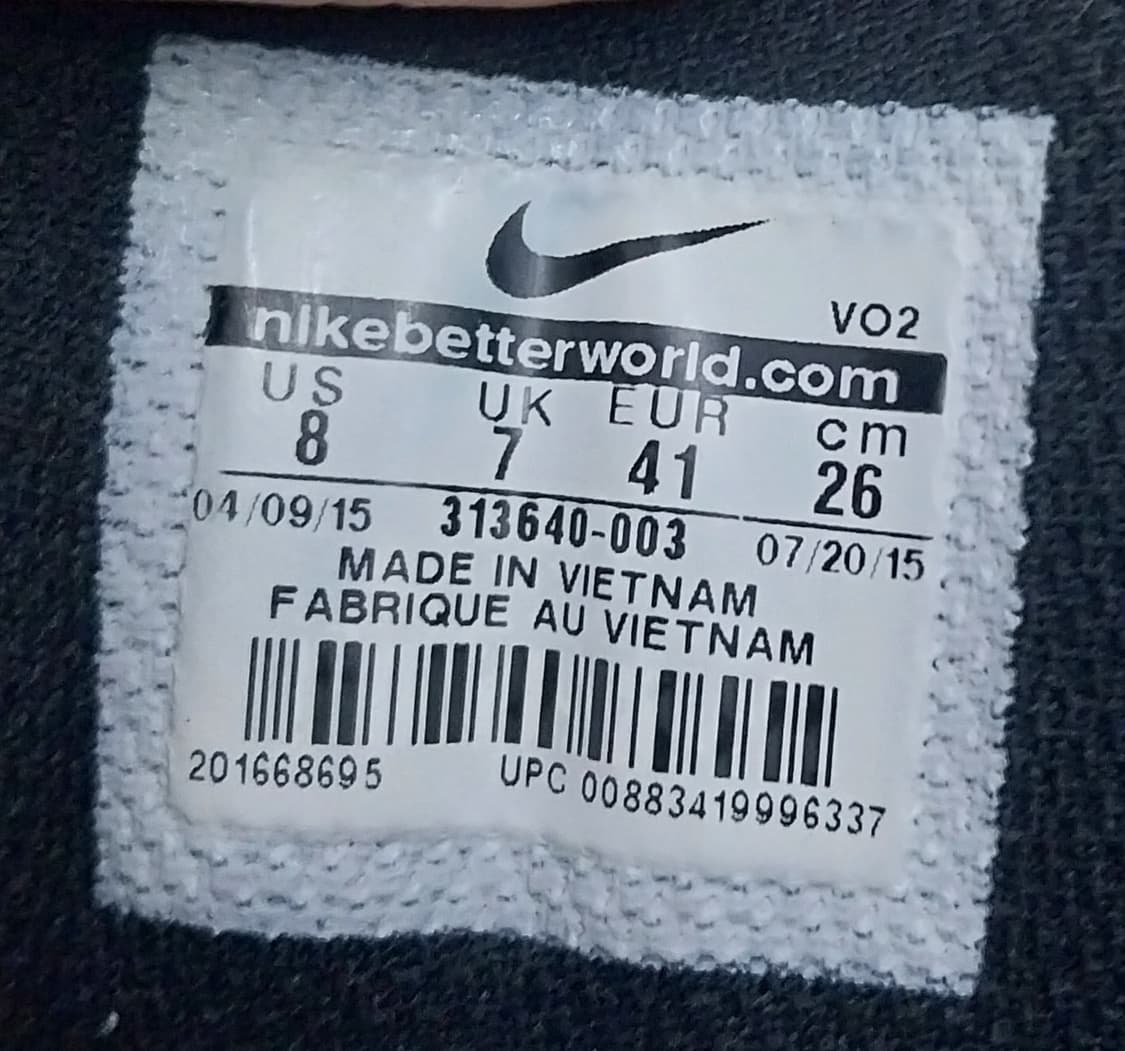 VO2
nikebetterworld.com
US UK EUR cm
8 7 41 26
04/09/15 313640-003 07/20/15
MADE IN VIETNAM
FABRIQUE AU VIETNAM
201668695 UPC 00883419996337